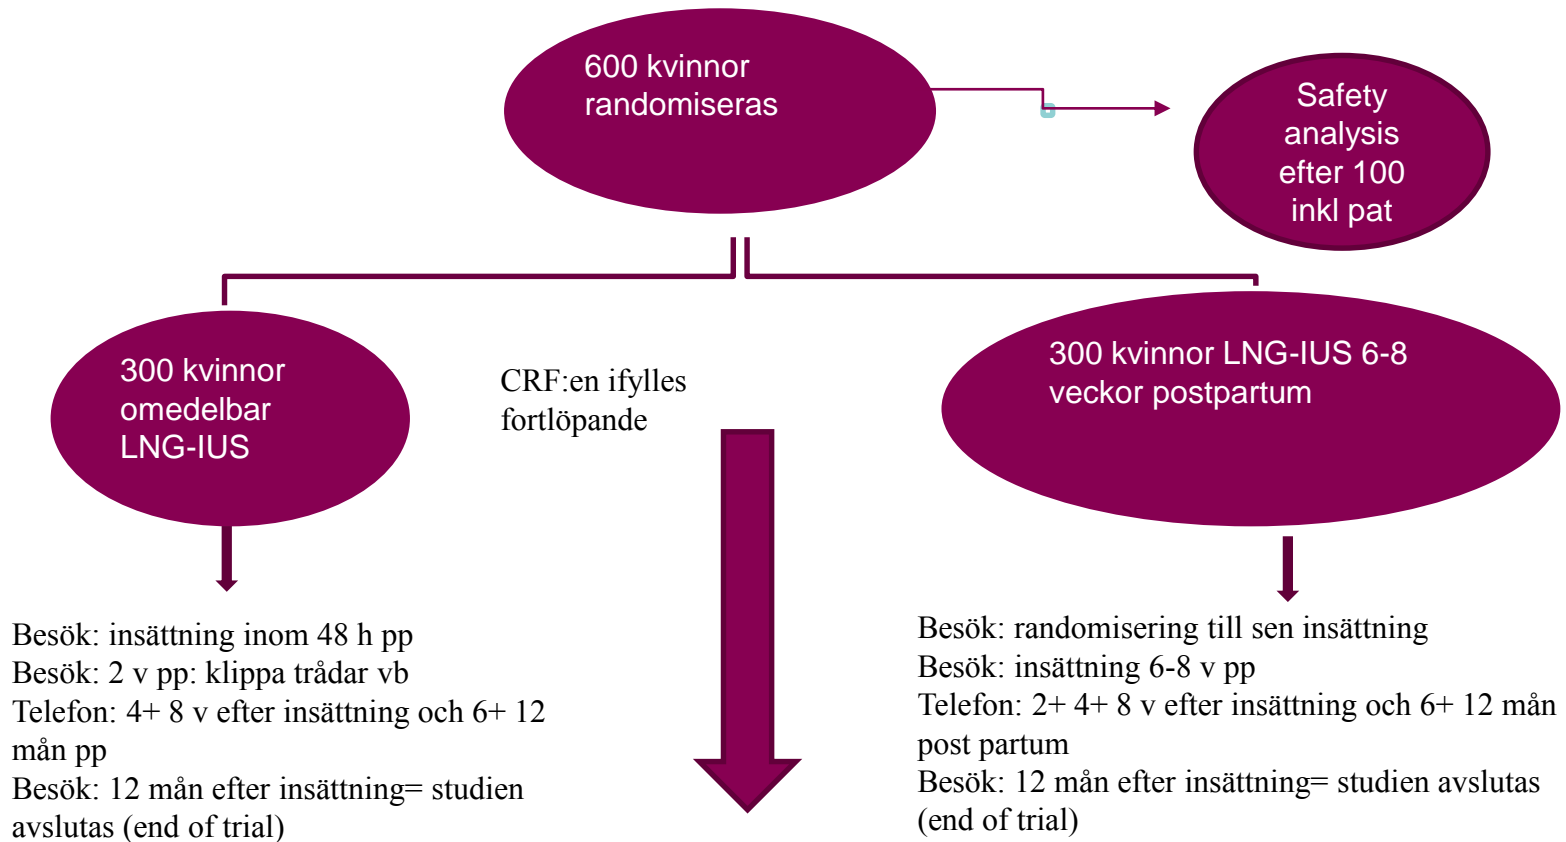 600 kvinnor
randomiseras
Safety
analysis
efter 100
inkl pat
300 kvinnor
omedelbar
LNG-IUS
CRF:en ifylles
fortlöpande
300 kvinnor LNG-IUS 6-8
veckor postpartum
Besök: insättning inom 48 h pp
Besök: 2 v pp: klippa trådar vb
Telefon: 4+ 8 v efter insättning och 6+ 12
mån pp
Besök: 12 mån efter insättning= studien
avslutas (end of trial)
Besök: randomisering till sen insättning
Besök: insättning 6-8 v pp
Telefon: 2+ 4+ 8 v efter insättning och 6+ 12 mån
post partum
Besök: 12 mån efter insättning= studien avslutas
(end of trial)